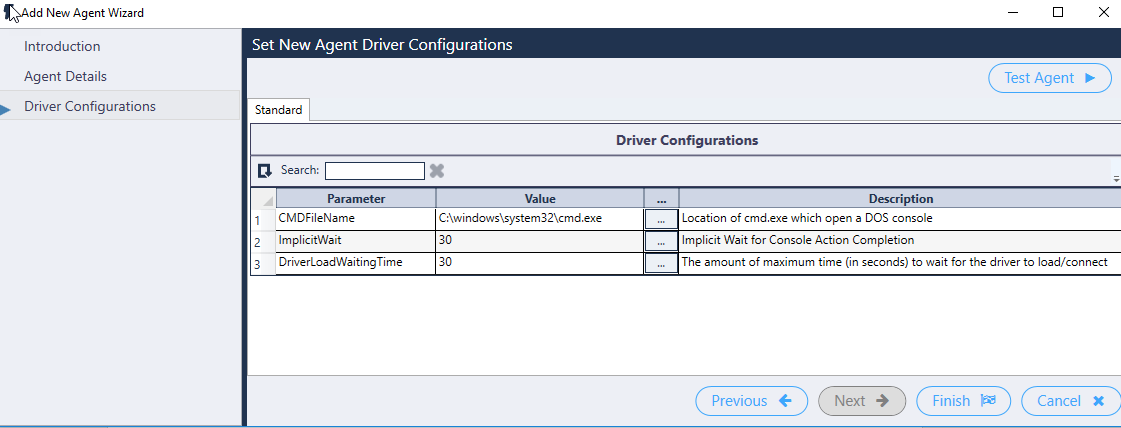 Add New Agent Wizard
Introduction
Agent Details
Driver Configurations
Set New Agent Driver Configurations
Test Agent
Standard
Driver Configurations
Search:
Parameter Value ... Description
1 CMDFileName C:\windows\system32\cmd.exe ... Location of cmd.exe which open a DOS console
2 ImplicitWait 30 ... Implicit Wait for Console Action Completion
3 DriverLoadWaitingTime 30 ... The amount of maximum time (in seconds) to wait for the driver to load/connect
Previous Next Finish Cancel